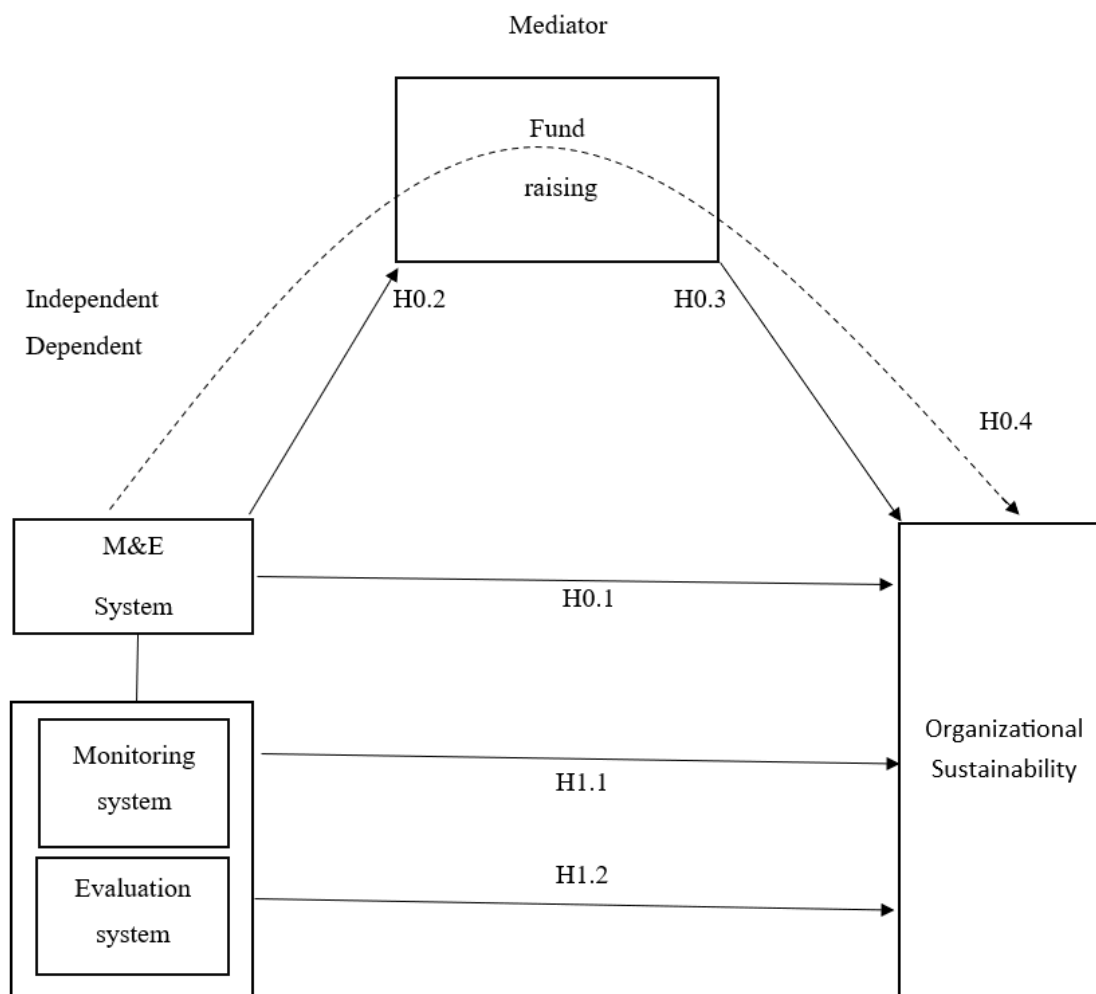 Mediator
Fund
raising
Independent
Dependent
H0.2
H0.3
H0.4
M&E
System
H0.1
Monitoring
system
H1.1
Organizational
Sustainability
Evaluation
system
H1.2